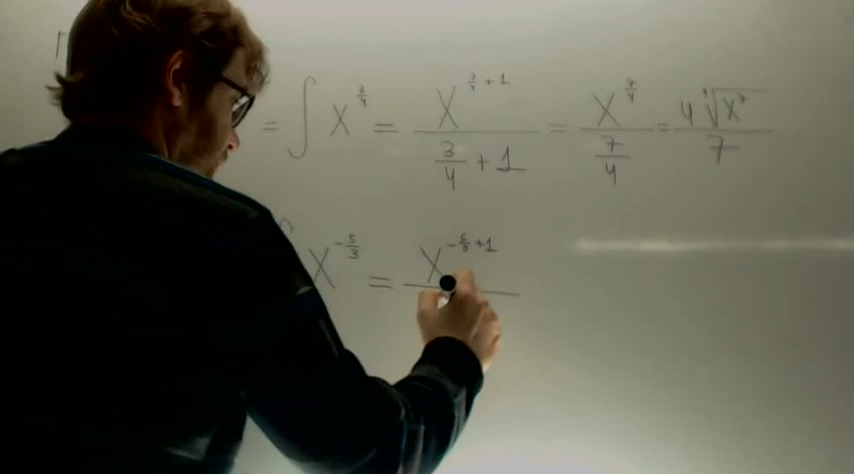 = ∫ x^{3/4} = x^{3/4 + 1} / (3/4 + 1) = x^{7/4} / (7/4) = 4 ⁴√x⁷ / 7
x^{-5/3} = x^{-5/3 + 1}